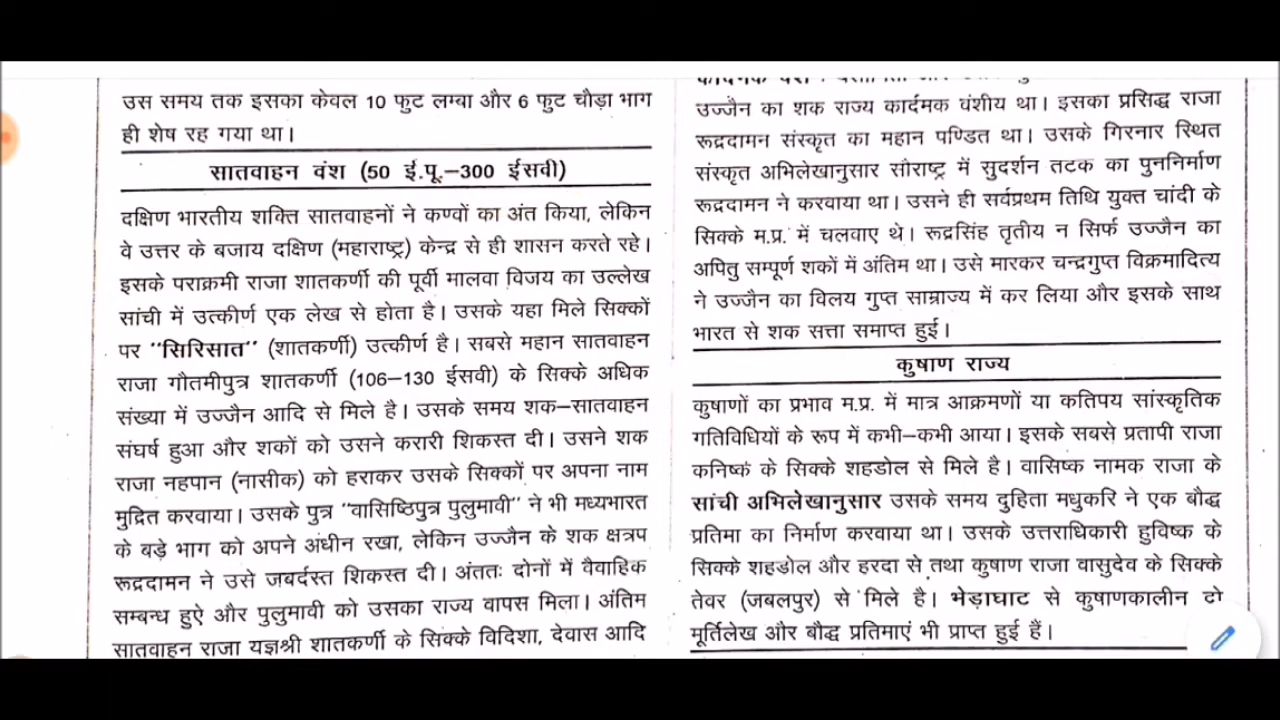 उस समय तक इसका केवल 10 फुट लम्बा और 6 फुट चौड़ा भाग
ही शेष रह गया था।
सातवाहन वंश (50 ई.पू.–300 ईसवी)
दक्षिण भारतीय शक्ति सातवाहनों ने कण्वों का अंत किया, लेकिन
वे उत्तर के बजाय दक्षिण (महाराष्ट्र) केन्द्र से ही शासन करते रहे।
इसके पराक्रमी राजा शातकर्णी की पूर्वी मालवा विजय का उल्लेख
सांची में उत्कीर्ण एक लेख से होता है। उसके यहा मिले सिक्कों
पर "सिरिसात" (शातकर्णी) उत्कीर्ण है। सबसे महान सातवाहन
राजा गौतमीपुत्र शातकर्णी (106–130 ईसवी) के सिक्के अधिक
संख्या में उज्जैन आदि से मिले है। उसके समय शक–सातवाहन
संघर्ष हुआ और शकों को उसने करारी शिकस्त दी। उसने शक
राजा नहपान (नासीक) को हराकर उसके सिक्कों पर अपना नाम
मुद्रित करवाया। उसके पुत्र "वासिष्ठिपुत्र पुलुमावी" ने भी मध्यभारत
के बड़े भाग को अपने अधीन रखा, लेकिन उज्जैन के शक क्षत्रप
रूद्रदामन ने उसे जबर्दस्त शिकस्त दी। अंततः दोनों में वैवाहिक
सम्बन्ध हुऐ और पुलुमावी को उसका राज्य वापस मिला। अंतिम
सातवाहन राजा यज्ञश्री शातकर्णी के सिक्के विदिशा, देवास आदि
उज्जैन का शक राज्य कार्दमक वंशीय था। इसका प्रसिद्ध राजा
रूद्रदामन संस्कृत का महान पण्डित था। उसके गिरनार स्थित
संस्कृत अभिलेखानुसार सौराष्ट्र में सुदर्शन तटक का पुननिर्माण
रूद्रदामन ने करवाया था। उसने ही सर्वप्रथम तिथि युक्त चांदी के
सिक्के म.प्र. में चलवाए थे। रूद्रसिंह तृतीय न सिर्फ उज्जैन का
अपितु सम्पूर्ण शकों में अंतिम था। उसे मारकर चन्द्रगुप्त विक्रमादित्य
ने उज्जैन का विलय गुप्त साम्राज्य में कर लिया और इसके साथ
भारत से शक सत्ता समाप्त हुई।
कुषाण राज्य
कुषाणों का प्रभाव म.प्र. में मात्र आक्रमणों या कतिपय सांस्कृतिक
गतिविधियों के रूप में कभी–कभी आया। इसके सबसे प्रतापी राजा
कनिष्क के सिक्के शहडोल से मिले है। वासिष्क नामक राजा के
सांची अभिलेखानुसार उसके समय दुहिता मधुकरि ने एक बौद्ध
प्रतिमा का निर्माण करवाया था। उसके उत्तराधिकारी हुविष्क के
सिक्के शहडोल और हरदा से तथा कुषाण राजा वासुदेव के सिक्के
तेवर (जबलपुर) से मिले है। भेड़ाघाट से कुषाणकालीन दो
मूर्तिलेख और बौद्ध प्रतिमाएं भी प्राप्त हुई हैं।